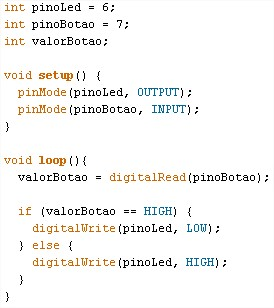 int pinoLed = 6;
int pinoBotao = 7;
int valorBotao;

void setup() {
  pinMode(pinoLed, OUTPUT);
  pinMode(pinoBotao, INPUT);
}

void loop(){
  valorBotao = digitalRead(pinoBotao);

  if (valorBotao == HIGH) {
    digitalWrite(pinoLed, LOW);
  } else {
    digitalWrite(pinoLed, HIGH);
  }
}